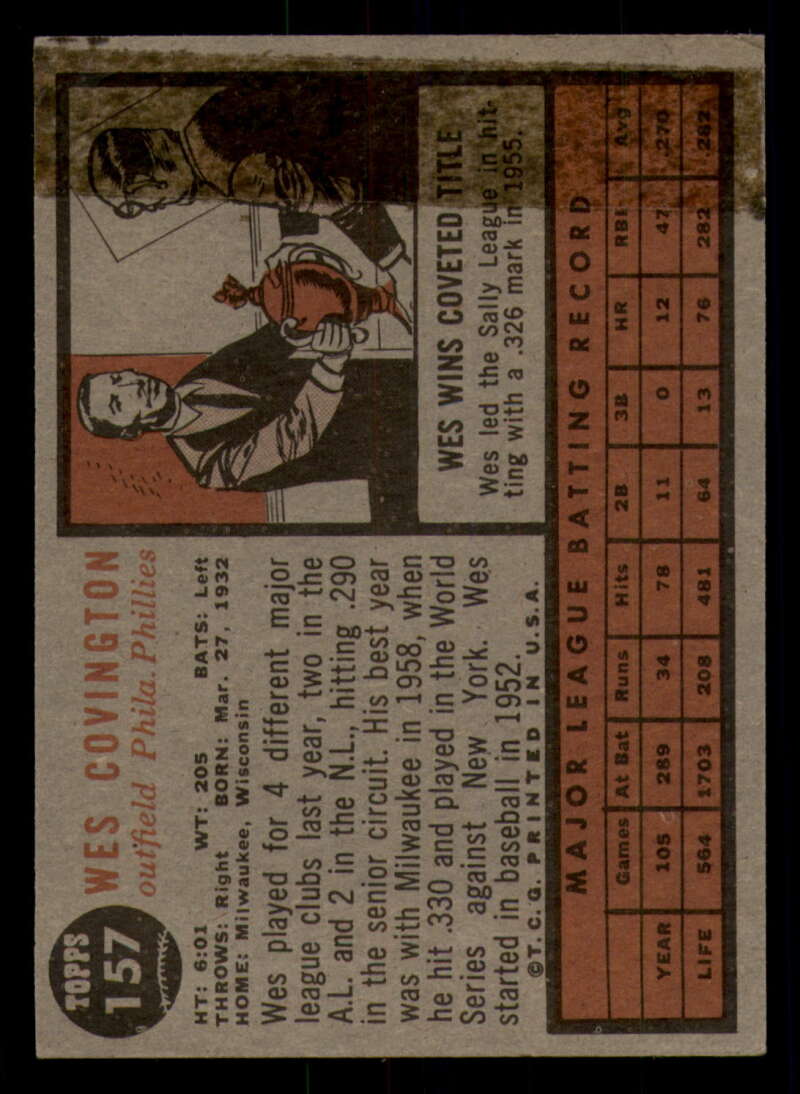 TOPPS
157
WES COVINGTON
outfield Phila. Phillies
HT: 6:01 WT: 205 BATS: Left
THROWS: Right BORN: Mar. 27, 1932
HOME: Milwaukee, Wisconsin
Wes played for 4 different major
league clubs last year, two in the
A.L. and 2 in the N.L., hitting .290
in the senior circuit. His best year
was with Milwaukee in 1958, when
he hit .330 and played in the World
Series against New York. Wes
started in baseball in 1952.
©T.C.G. PRINTED IN U.S.A.
WES WINS COVETED TITLE
Wes led the Sally League in hit-
ting with a .326 mark in 1955.
MAJOR LEAGUE BATTING RECORD
Games At Bat Runs Hits 2B 3B HR RBI Avg
YEAR 105 289 34 78 11 0 12 47 .270
LIFE 564 1703 208 481 64 13 76 282 .282